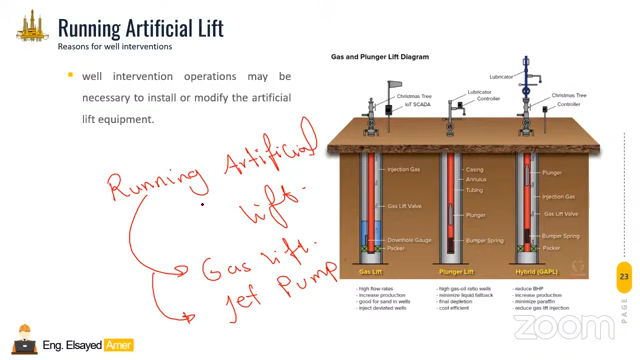 Running Artificial Lift
Reasons for well interventions
well intervention operations may be
necessary to install or modify the artificial
lift equipment.
Running Artificial
lift.
Gas lift.
Jet Pump
Gas and Plunger Lift Diagram
Lubricator
Christmas Tree
IoT SCADA
Lubricator
Controller
Christmas Tree
Controller
Injection Gas
Gas Lift Valve
Downhole Gauge
Packer
Casing
Annulus
Tubing
Plunger
Bumper Spring
Plunger
Injection Gas
Gas Lift Valve
Bumper Spring
Packer
Gas Lift
Plunger Lift
Hybrid (GAPL)
• high flow rates
• increase production
• good for sand in wells
• inject deviated wells
• high gas-oil ratio wells
• minimize liquid fallback
• final depletion
• cost efficient
• reduce BHP
• increase production
• minimize paraffin
• reduce gas lift injection
23
PAGE
Eng. Elsayed Amer
zoom